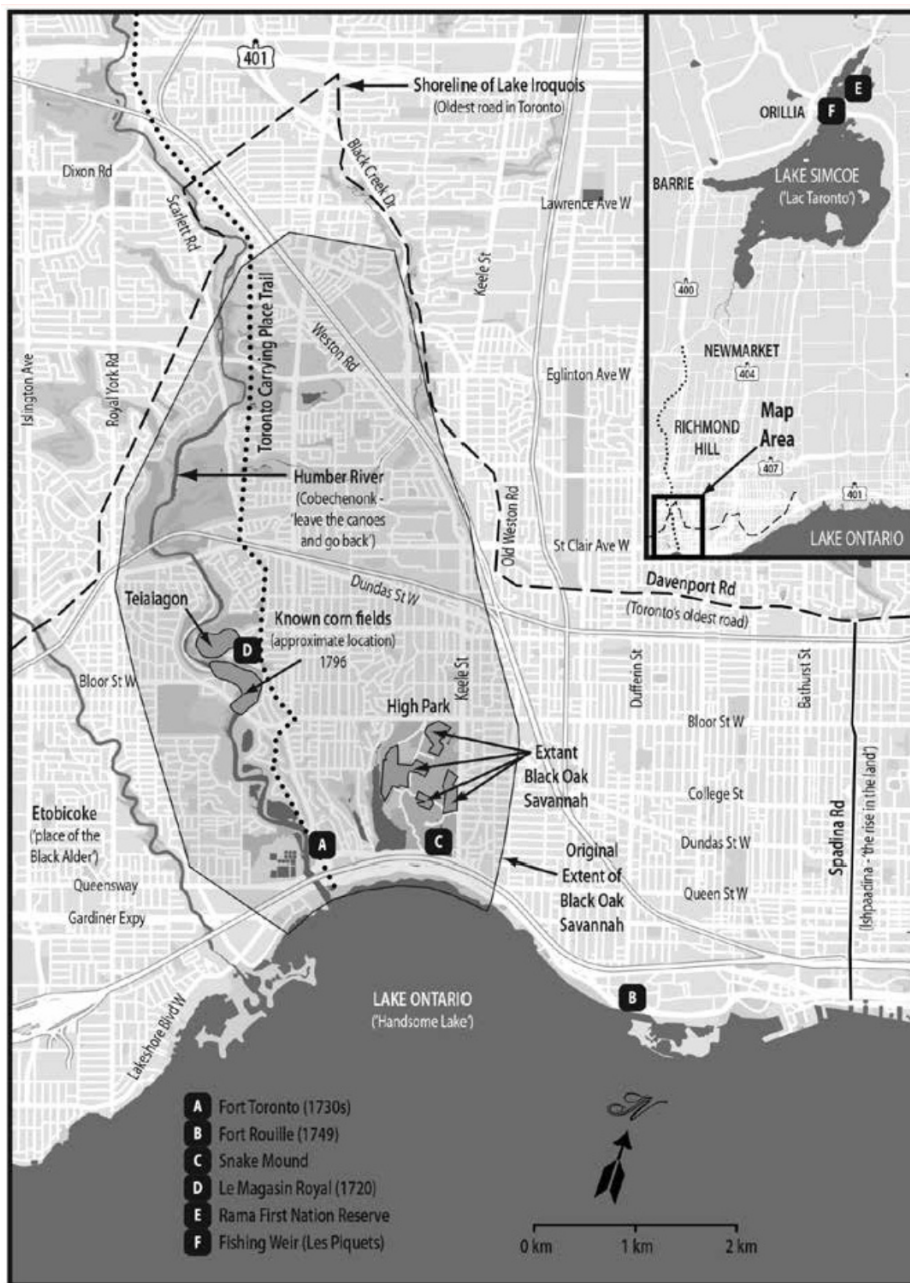 401
Shoreline of Lake Iroquois
(Oldest road in Toronto)
Dixon Rd
Scarlett Rd
Black Creek Dr
Lawrence Ave W
Keele St
Toronto Carrying Place Trail
Weston Rd
Islington Ave
Royal York Rd
Eglinton Ave W
Humber River
(Cobechenonk -
'leave the canoes
and go back')
Old Weston Rd
St Clair Ave W
Dundas St W
Davenport Rd
(Toronto's oldest road)
Teiaiagon
Known corn fields
(approximate location)
1796
D
Keele St
Dufferin St
Bathurst St
Bloor St W
High Park
Bloor St W
Extant
Black Oak
Savannah
College St
Etobicoke
('place of the
Black Alder')
A
C
Dundas St W
Spadina Rd
(Ishpaadina - 'the rise in the land')
Original
Extent of
Black Oak
Savannah
Queensway
Queen St W
Gardiner Expy
LAKE ONTARIO
('Handsome Lake')
B
Lakeshore Blvd W
A Fort Toronto (1730s)
B Fort Rouille (1749)
C Snake Mound
D Le Magasin Royal (1720)
E Rama First Nation Reserve
F Fishing Weir (Les Piquets)
N
0 km
1 km
2 km
E
ORILLIA
F
BARRIE
LAKE SIMCOE
('Lac Taronto')
400
NEWMARKET
404
Map
Area
RICHMOND
HILL
407
401
LAKE ONTARIO